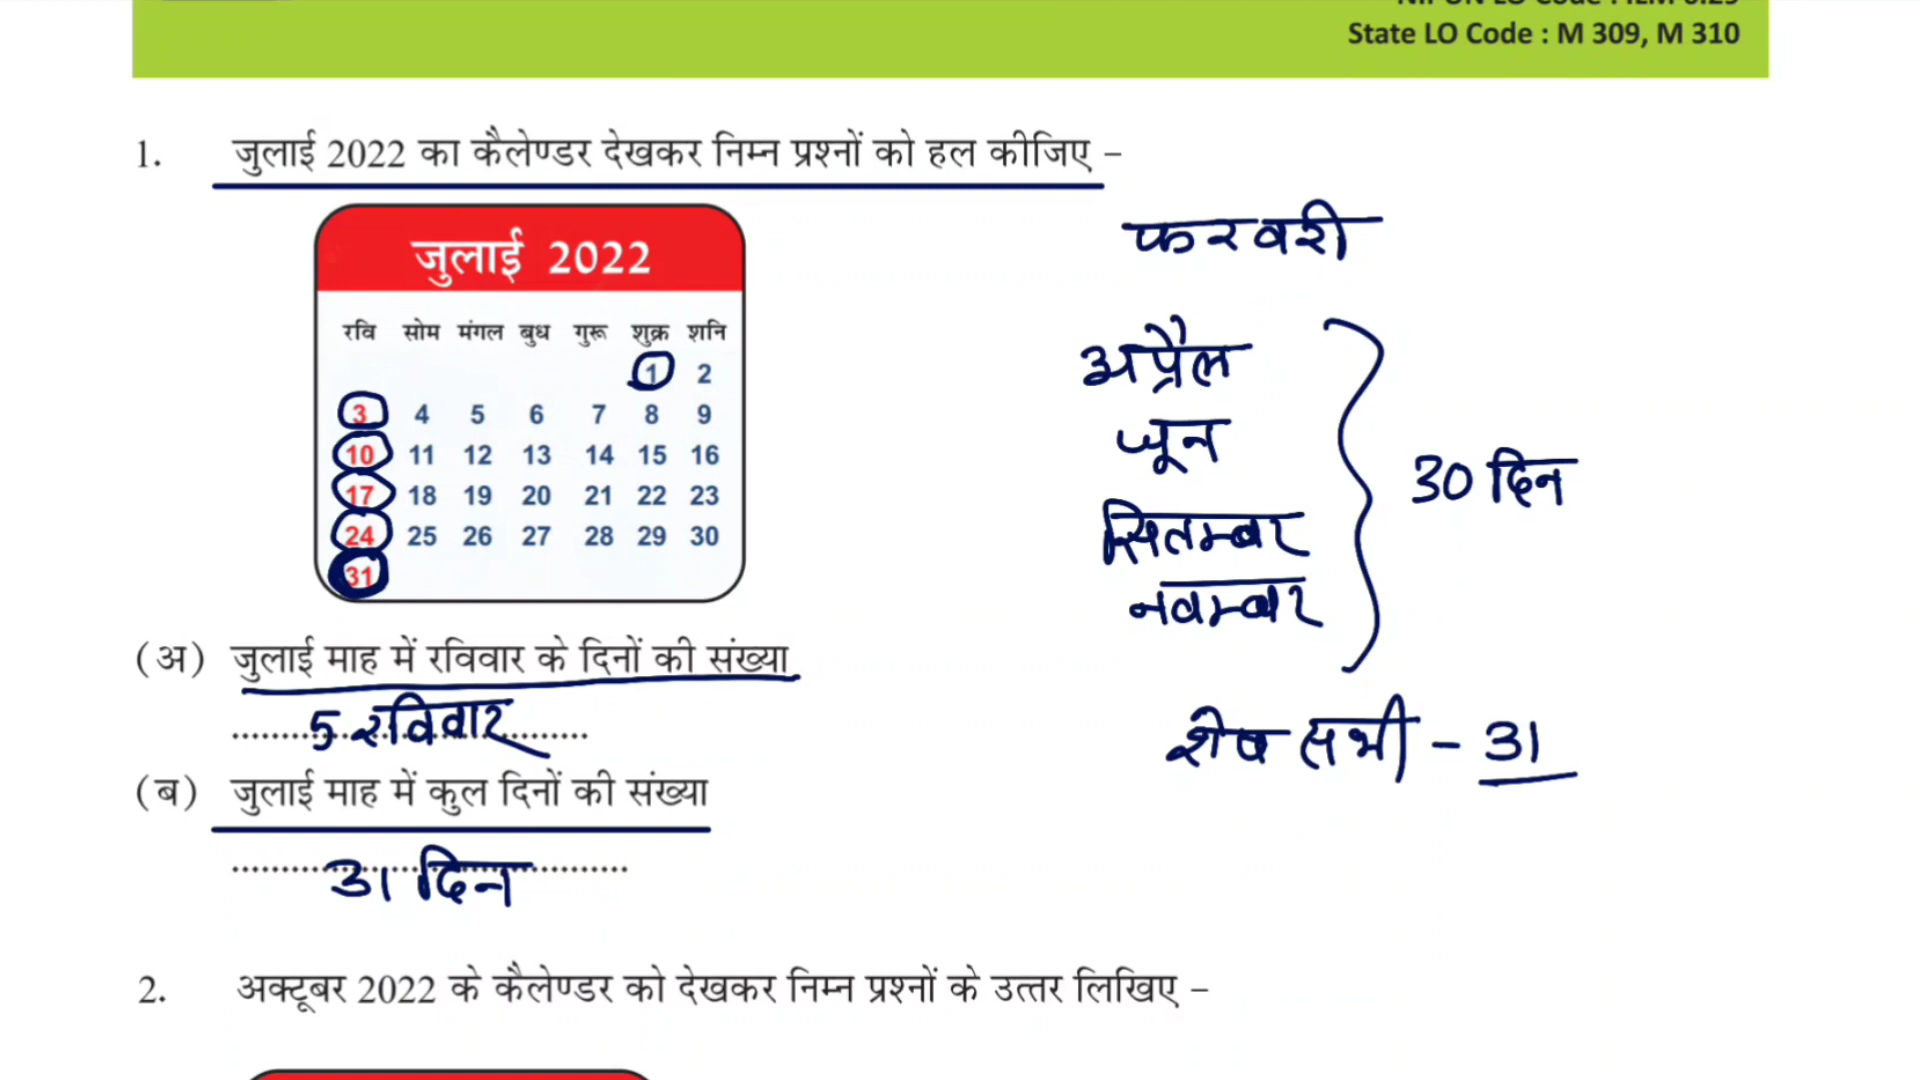 State LO Code : M 309, M 310
1. जुलाई 2022 का कैलेण्डर देखकर निम्न प्रश्नों को हल कीजिए –
जुलाई 2022
रवि सोम मंगल बुध गुरू शुक्र शनि
1 2
3 4 5 6 7 8 9
10 11 12 13 14 15 16
17 18 19 20 21 22 23
24 25 26 27 28 29 30
31
फरवरी
अप्रैल
जून
सितम्बर
नवम्बर
30 दिन
शेष सभी – 31
(अ) जुलाई माह में रविवार के दिनों की संख्या
5 रविवार
(ब) जुलाई माह में कुल दिनों की संख्या
31 दिन
2. अक्टूबर 2022 के कैलेण्डर को देखकर निम्न प्रश्नों के उत्तर लिखिए –